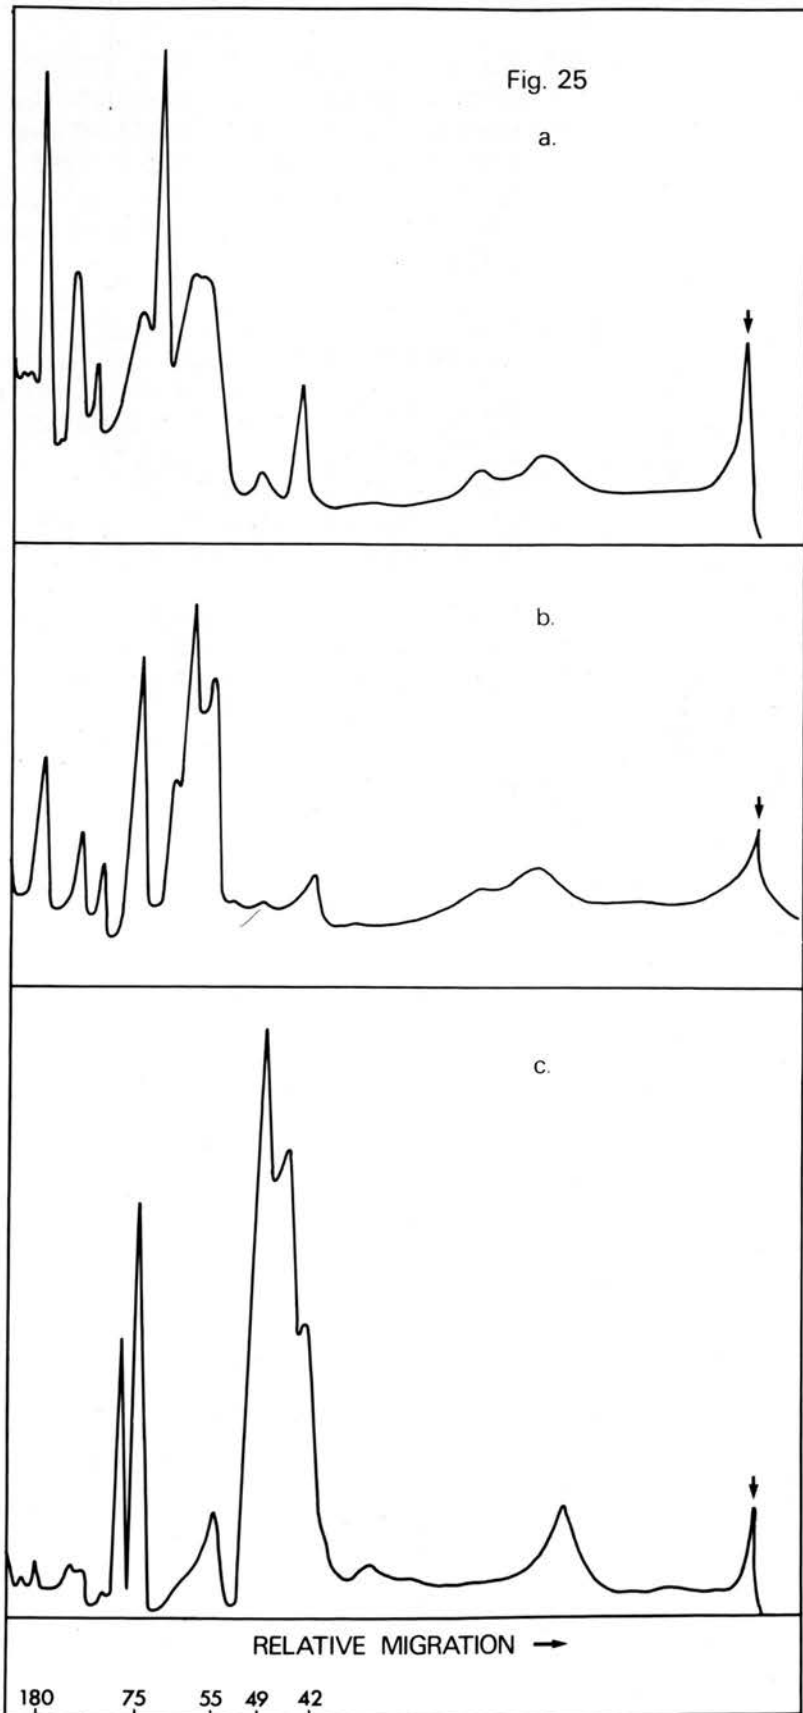 Fig. 25
a.
b.
c.
RELATIVE MIGRATION →
180 75 55 49 42